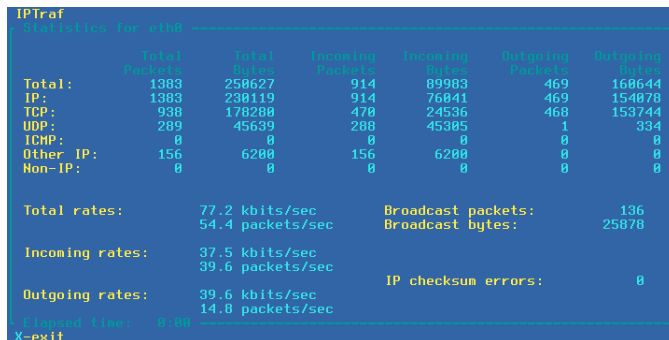 IPTraf
Statistics for eth0
Total Total Incoming Incoming Outgoing Outgoing
Packets Bytes Packets Bytes Packets Bytes
Total: 1383 250627 914 89983 469 160644
IP: 1383 230119 914 76041 469 154078
TCP: 938 178280 470 24536 468 153744
UDP: 289 45639 288 45305 1 334
ICMP: 0 0 0 0 0 0
Other IP: 156 6200 156 6200 0 0
Non-IP: 0 0 0 0 0 0
Total rates: 77.2 kbits/sec Broadcast packets: 136
54.4 packets/sec Broadcast bytes: 25878
Incoming rates: 37.5 kbits/sec
39.6 packets/sec
IP checksum errors: 0
Outgoing rates: 39.6 kbits/sec
14.8 packets/sec
Elapsed time: 0:00
X-exit